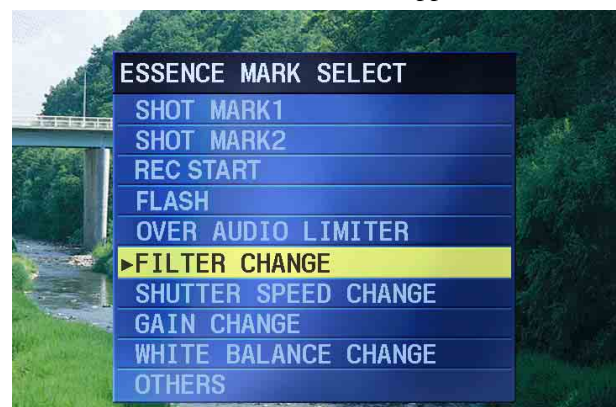 ESSENCE MARK SELECT
SHOT MARK1
SHOT MARK2
REC START
FLASH
OVER AUDIO LIMITER
►FILTER CHANGE
SHUTTER SPEED CHANGE
GAIN CHANGE
WHITE BALANCE CHANGE
OTHERS